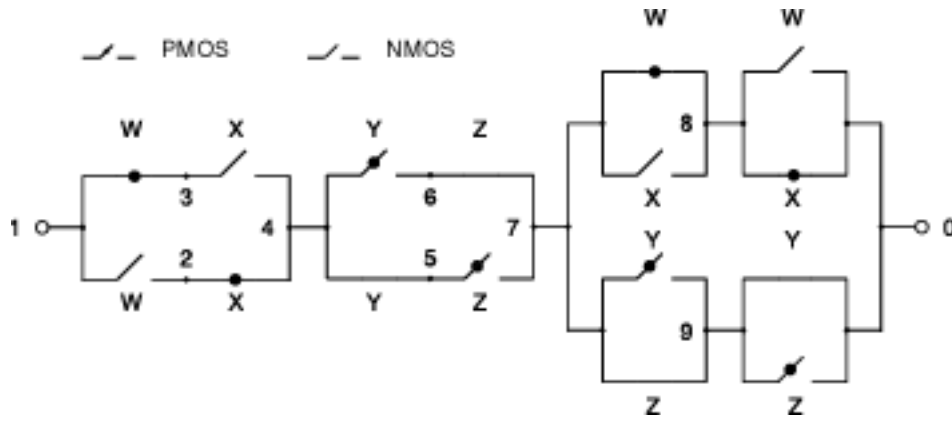 W W
PMOS NMOS
W X Y Z 8
3 6 X X
1 4 7 0
2 5 Y Y
W X Y Z 9
Z Z